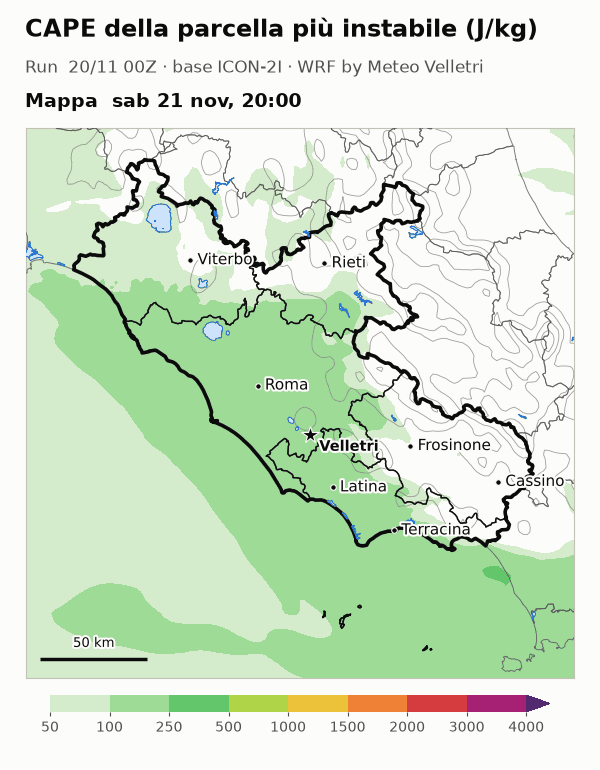 CAPE della parcella più instabile (J/kg)
Run  20/11 00Z · base ICON-2I · WRF by Meteo Velletri
Mappa  sab 21 nov, 20:00
Viterbo
Rieti
Roma
Velletri
Frosinone
Latina
Cassino
Terracina
50 km
50 100 250 500 1000 1500 2000 3000 4000